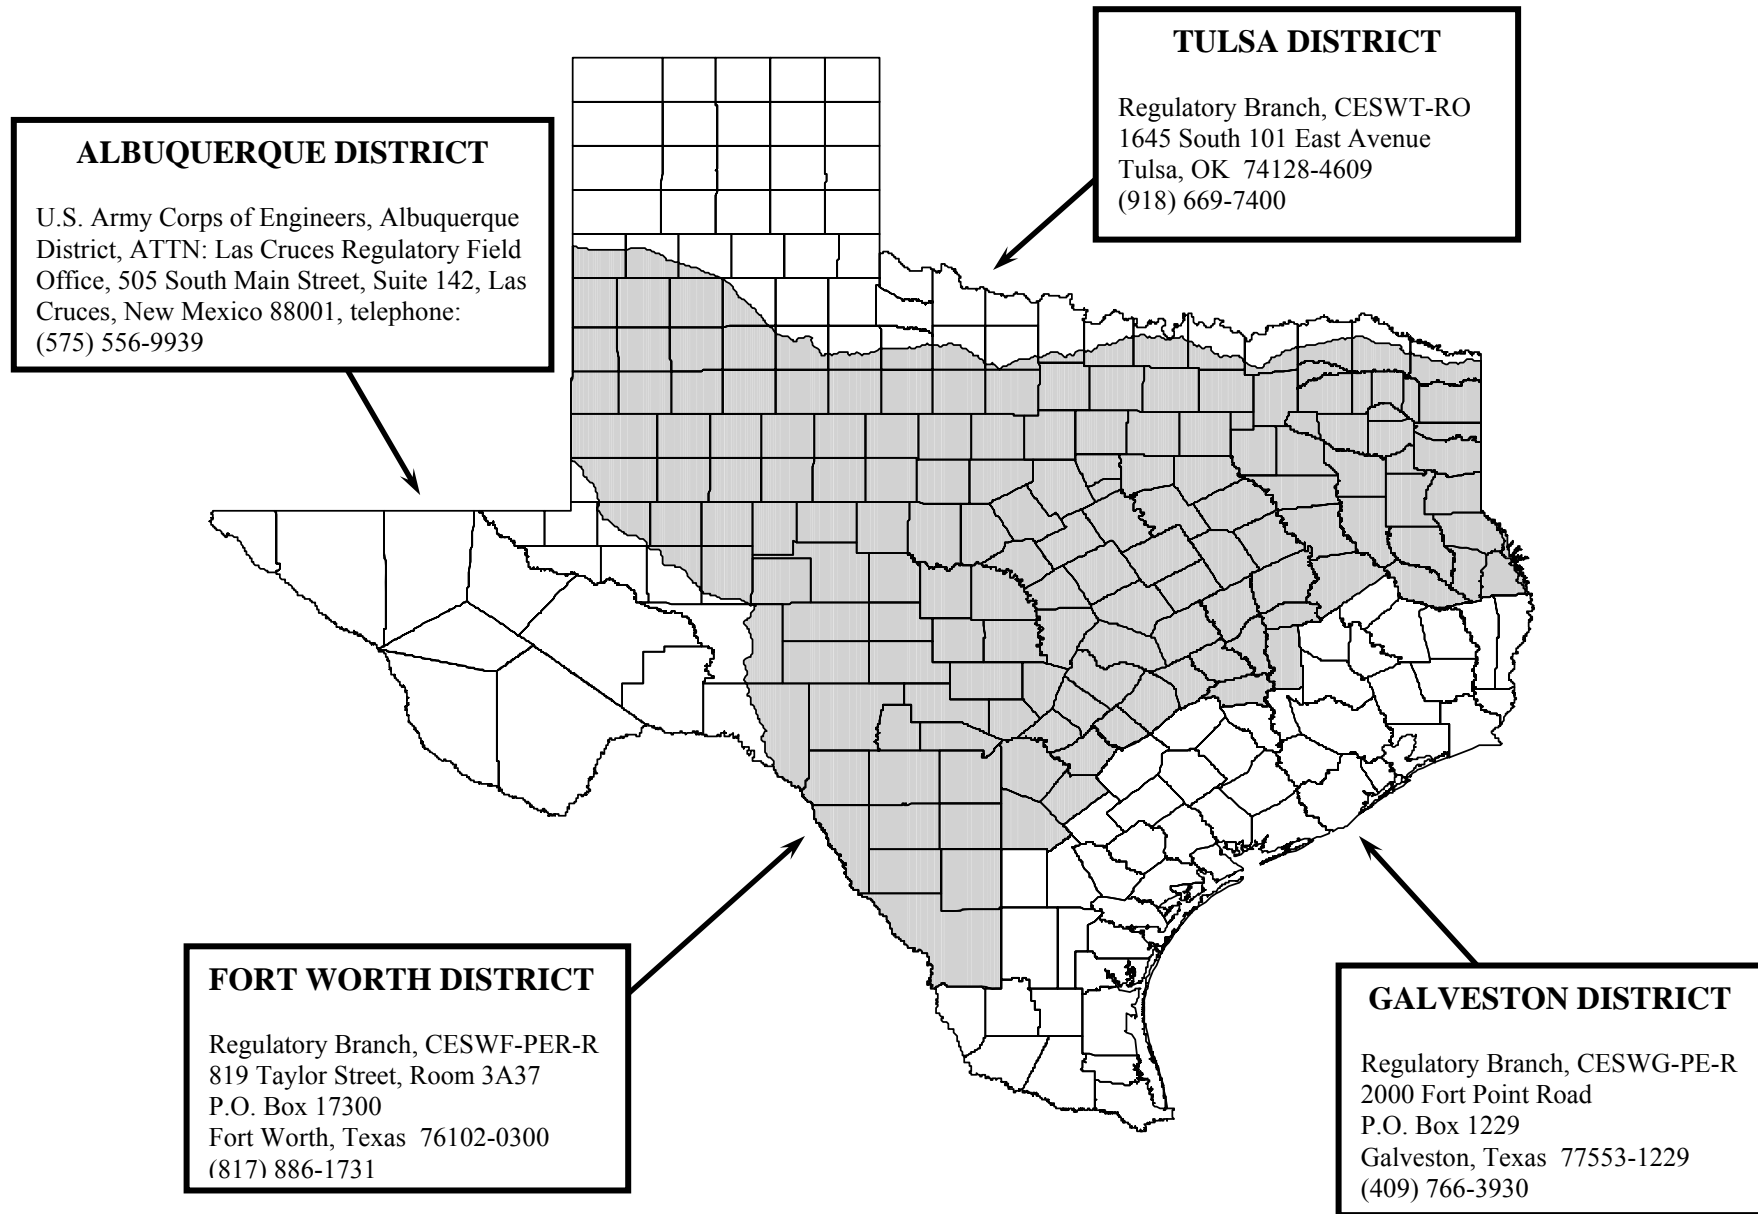 TULSA DISTRICT
Regulatory Branch, CESWT-RO
1645 South 101 East Avenue
Tulsa, OK  74128-4609
(918) 669-7400
ALBUQUERQUE DISTRICT
U.S. Army Corps of Engineers, Albuquerque
District, ATTN: Las Cruces Regulatory Field
Office, 505 South Main Street, Suite 142, Las
Cruces, New Mexico 88001, telephone:
(575) 556-9939
FORT WORTH DISTRICT
Regulatory Branch, CESWF-PER-R
819 Taylor Street, Room 3A37
P.O. Box 17300
Fort Worth, Texas  76102-0300
(817) 886-1731
GALVESTON DISTRICT
Regulatory Branch, CESWG-PE-R
2000 Fort Point Road
P.O. Box 1229
Galveston, Texas  77553-1229
(409) 766-3930